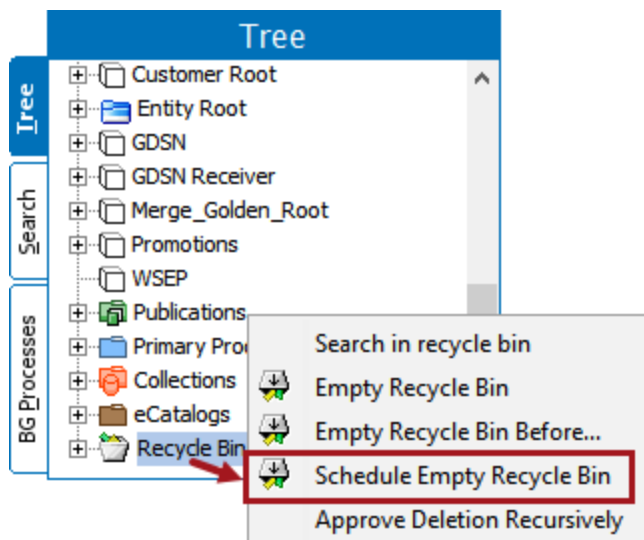 Tree
Tree
Search
BG Processes
Customer Root
Entity Root
GDSN
GDSN Receiver
Merge_Golden_Root
Promotions
WSEP
Publications
Primary Pro
Collections
eCatalogs
Recycle Bin
Search in recycle bin
Empty Recycle Bin
Empty Recycle Bin Before...
Schedule Empty Recycle Bin
Approve Deletion Recursively